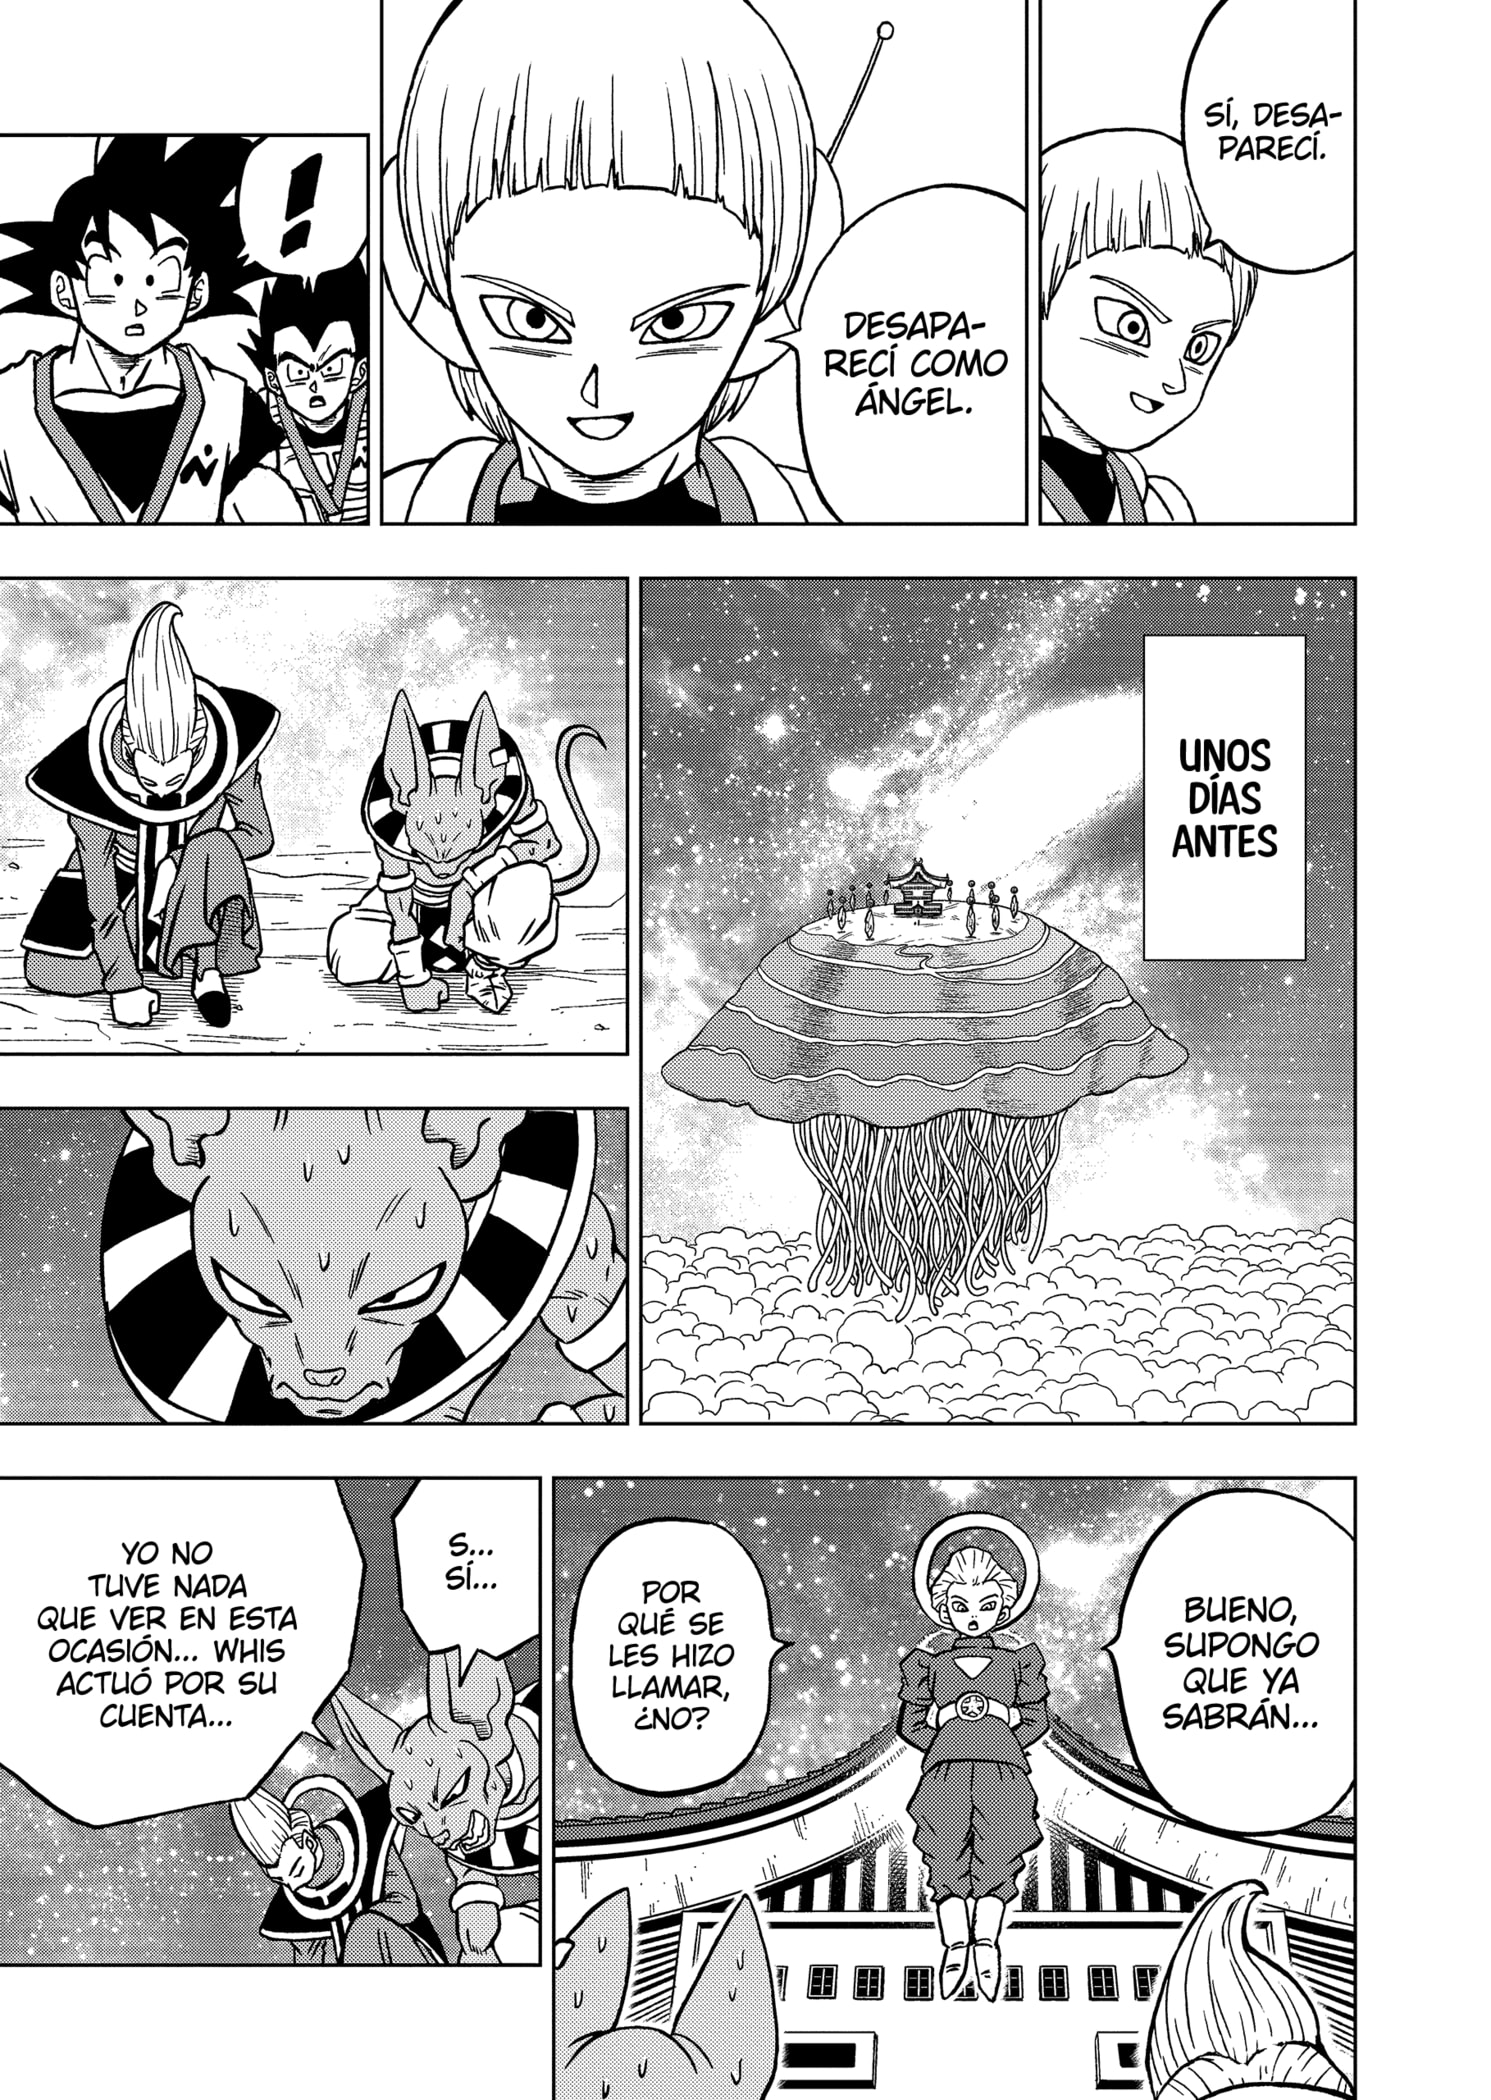 SÍ, DESA-
PARECÍ.
DESAPA-
RECÍ COMO
ÁNGEL.
!
UNOS
DÍAS
ANTES
BUENO,
SUPONGO
QUE YA
SABRÁN...
POR
QUÉ SE
LES HIZO
LLAMAR,
¿NO?
S...
SÍ...
YO NO
TUVE NADA
QUE VER EN ESTA
OCASIÓN... WHIS
ACTUÓ POR SU
CUENTA...